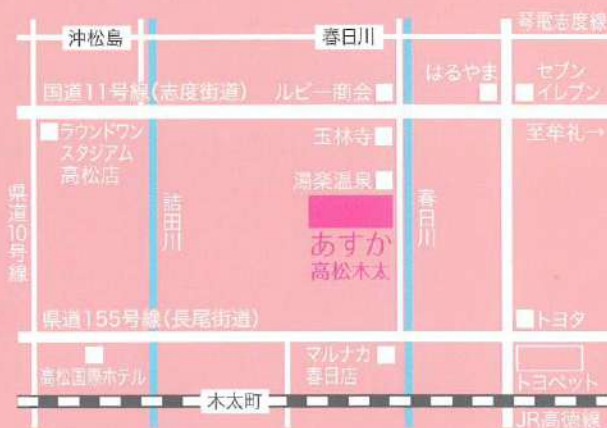 琴電志度線
沖松島
春日川
はるやま
セブン
イレブン
国道11号線(志度街道)
ルビー商会
ラウンドワン
スタジアム
高松店
玉林寺
至牟礼→
湯楽温泉
県道10号線
詰田川
春日川
あすか
高松木太
県道155号線(長尾街道)
トヨタ
高松国際ホテル
マルナカ
春日店
トヨペット
木太町
JR高徳線